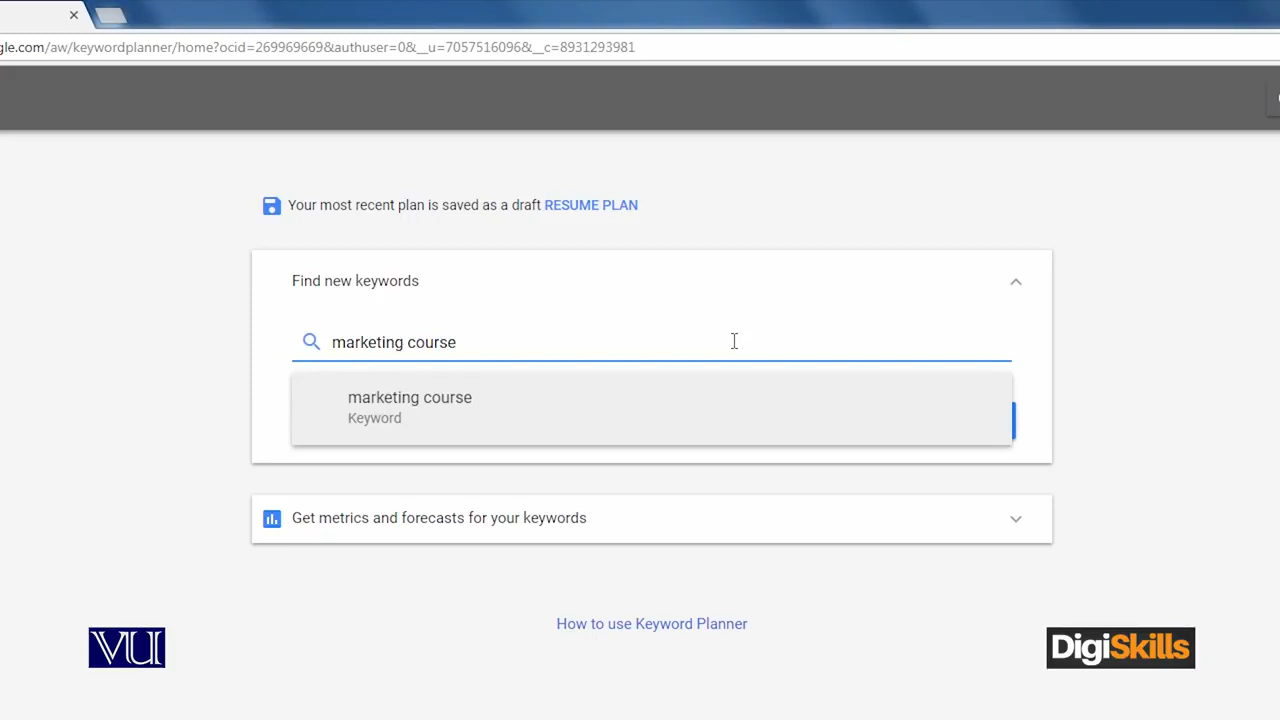 gle.com/aw/keywordplanner/home?ocid=269969669&authuser=0&__u=7057516096&__c=8931293981
Your most recent plan is saved as a draft RESUME PLAN
Find new keywords
marketing course
marketing course
Keyword
Get metrics and forecasts for your keywords
How to use Keyword Planner
VU
DigiSkills